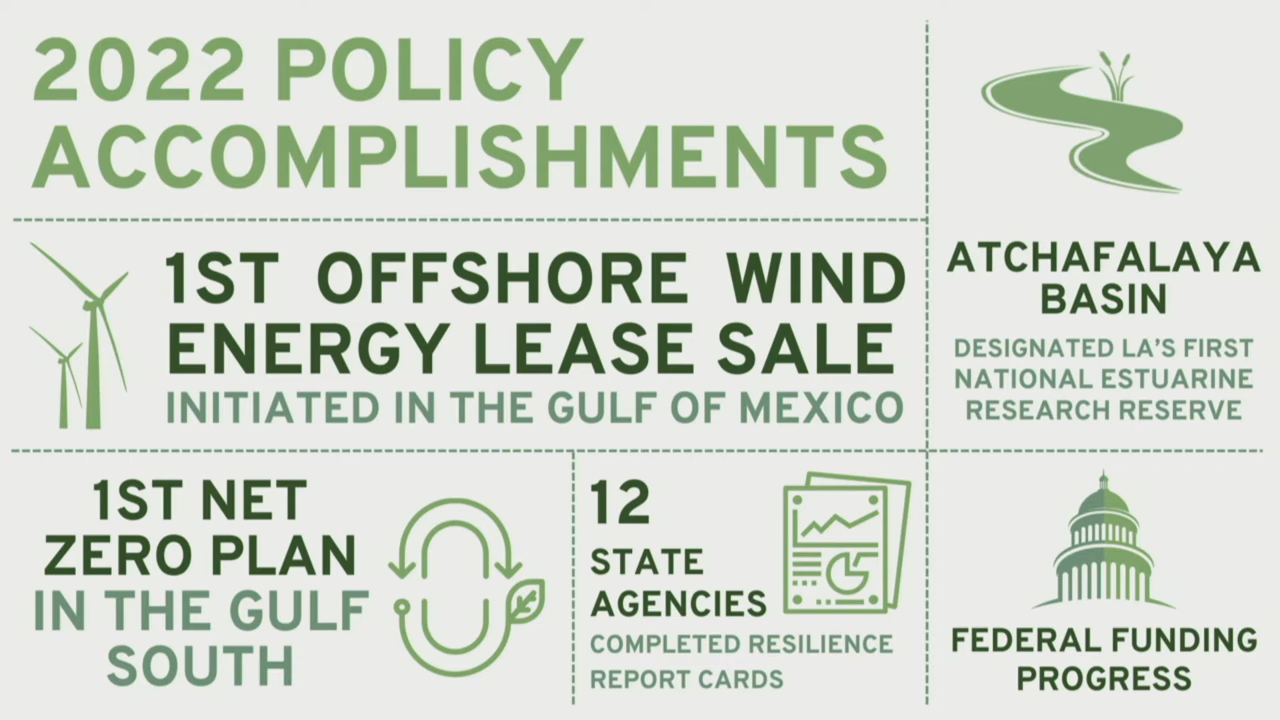 2022 POLICY
ACCOMPLISHMENTS
1ST OFFSHORE WIND
ENERGY LEASE SALE
INITIATED IN THE GULF OF MEXICO
ATCHAFALAYA
BASIN
DESIGNATED LA'S FIRST
NATIONAL ESTUARINE
RESEARCH RESERVE
1ST NET
ZERO PLAN
IN THE GULF
SOUTH
12
STATE
AGENCIES
COMPLETED RESILIENCE
REPORT CARDS
FEDERAL FUNDING
PROGRESS